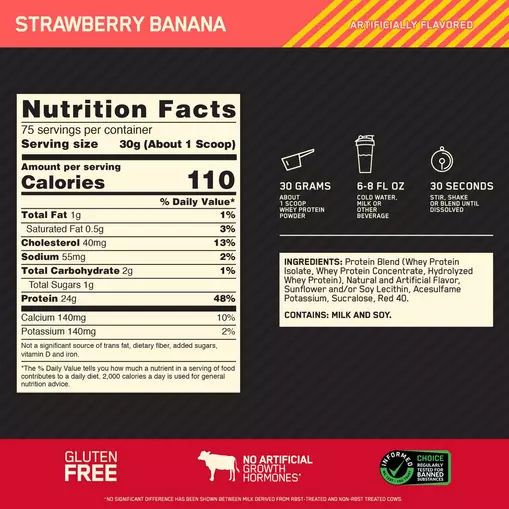 STRAWBERRY BANANA
ARTIFICIALLY FLAVORED
Nutrition Facts
75 servings per container
Serving size 30g (About 1 Scoop)
Amount per serving
Calories 110
% Daily Value*
Total Fat 1g 1%
Saturated Fat 0.5g 3%
Cholesterol 40mg 13%
Sodium 55mg 2%
Total Carbohydrate 2g 1%
Total Sugars 1g
Protein 24g 48%
Calcium 140mg 10%
Potassium 140mg 2%
Not a significant source of trans fat, dietary fiber, added sugars,
vitamin D and iron.
*The % Daily Value tells you how much a nutrient in a serving of food
contributes to a daily diet. 2,000 calories a day is used for general
nutrition advice.
30 GRAMS
ABOUT
1 SCOOP
WHEY PROTEIN
POWDER
6-8 FL OZ
COLD WATER,
MILK OR
OTHER
BEVERAGE
30 SECONDS
STIR, SHAKE
OR BLEND UNTIL
DISSOLVED
INGREDIENTS: Protein Blend (Whey Protein
Isolate, Whey Protein Concentrate, Hydrolyzed
Whey Protein), Natural and Artificial Flavor,
Sunflower and/or Soy Lecithin, Acesulfame
Potassium, Sucralose, Red 40.
CONTAINS: MILK AND SOY.
GLUTEN
FREE
NO ARTIFICIAL
GROWTH
HORMONES*
INFORMED
CHOICE
REGULARLY
TESTED FOR
BANNED
SUBSTANCES
*NO SIGNIFICANT DIFFERENCE HAS BEEN SHOWN BETWEEN MILK DERIVED FROM RBST-TREATED AND NON-RBST TREATED COWS